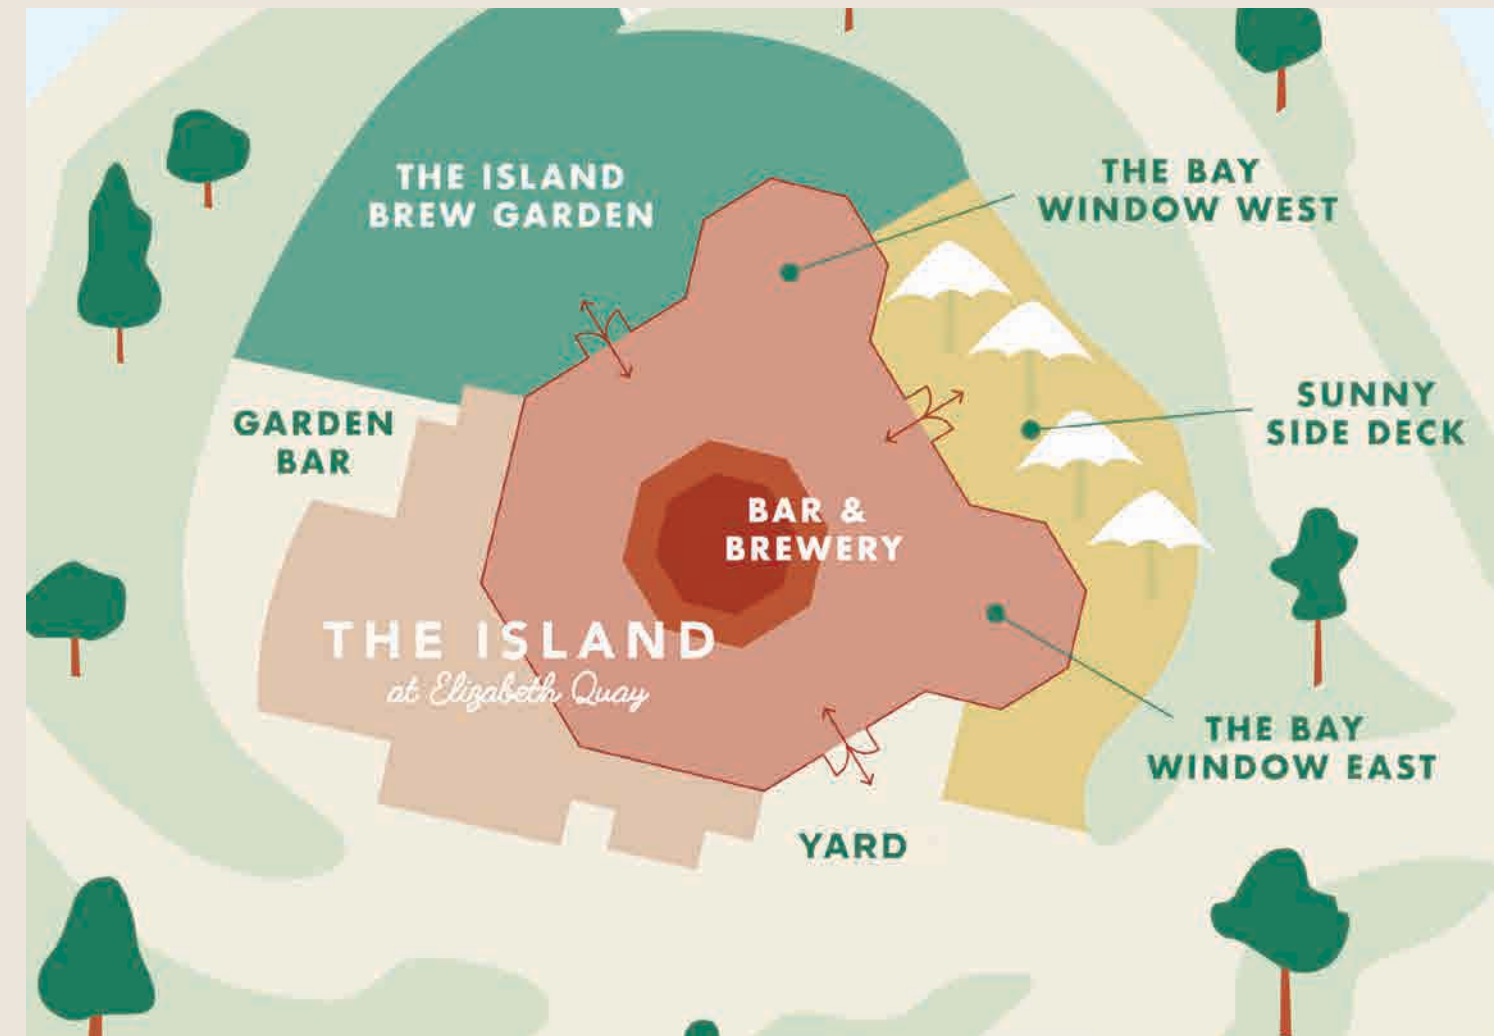 THE ISLAND
BREW GARDEN
THE BAY
WINDOW WEST
SUNNY
SIDE DECK
GARDEN
BAR
BAR &
BREWERY
THE ISLAND
at Elizabeth Quay
THE BAY
WINDOW EAST
YARD